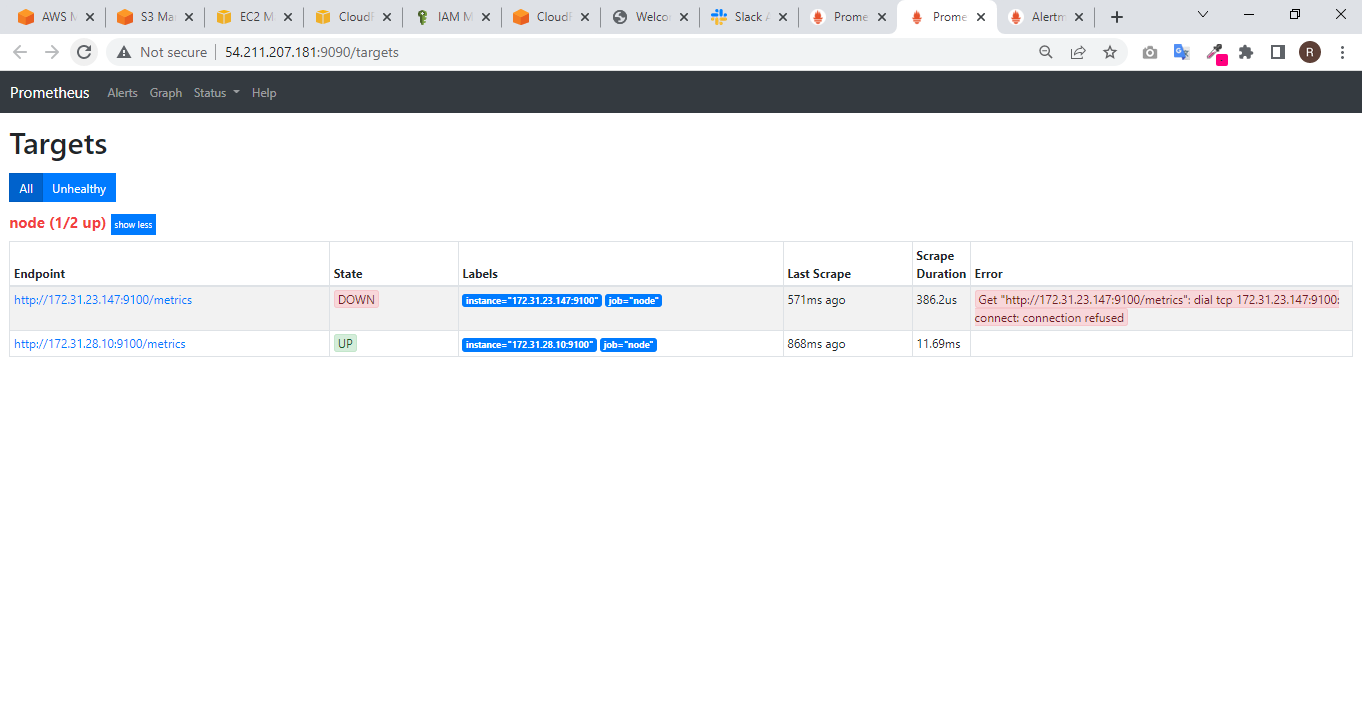 AWS M S3 Ma EC2 M CloudF IAM M CloudF Welco Slack A Prome Prome Alertm
Not secure 54.211.207.181:9090/targets R
Prometheus Alerts Graph Status Help
Targets
All Unhealthy
node (1/2 up) show less
Endpoint State Labels Last Scrape Scrape Duration Error
http://172.31.23.147:9100/metrics DOWN instance="172.31.23.147:9100" job="node" 571ms ago 386.2us Get "http://172.31.23.147:9100/metrics": dial tcp 172.31.23.147:9100:
connect: connection refused
http://172.31.28.10:9100/metrics UP instance="172.31.28.10:9100" job="node" 868ms ago 11.69ms